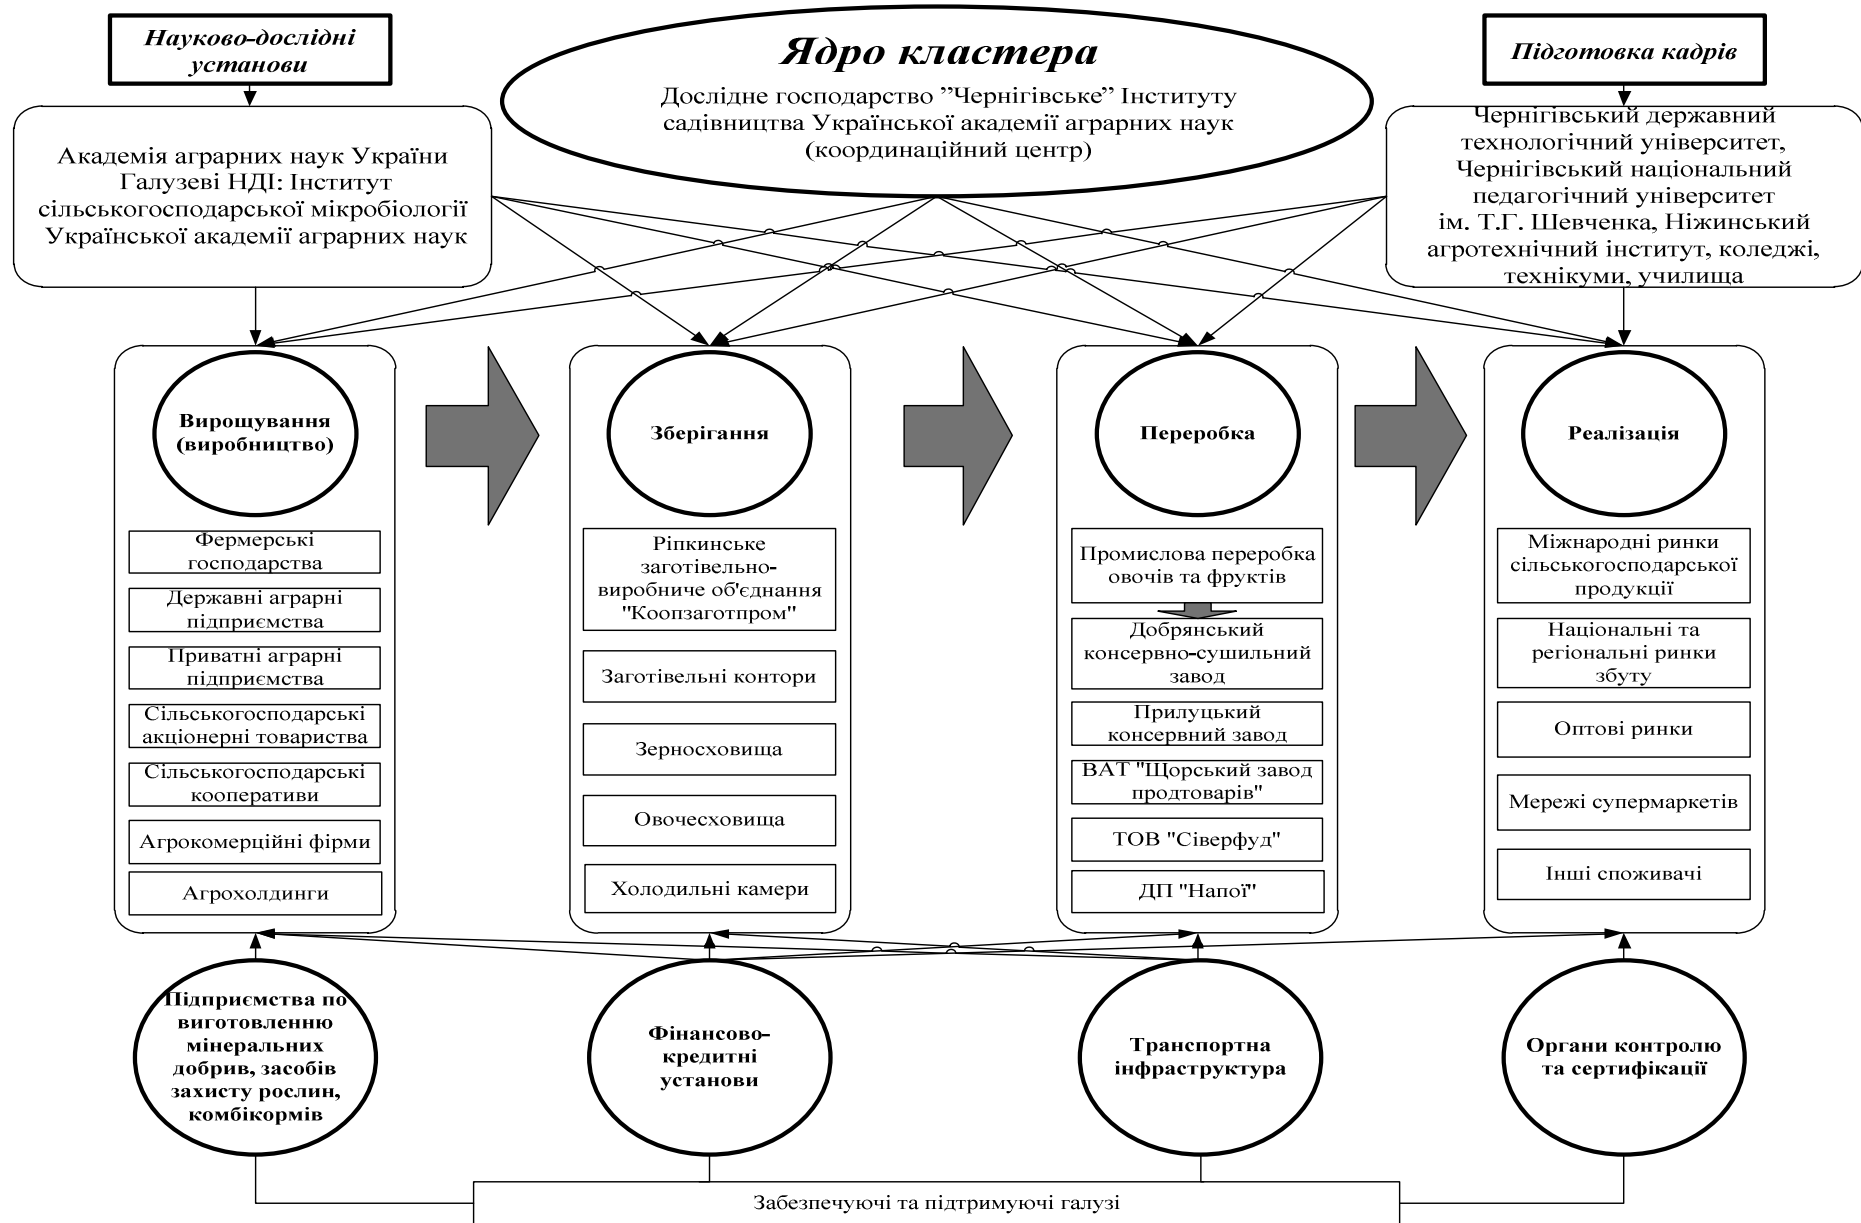 Науково-дослідні
установи
Ядро кластера
Дослідне господарство ”Чернігівське” Інституту
садівництва Української академії аграрних наук
(координаційний центр)
Підготовка кадрів
Академія аграрних наук України
Галузеві НДІ: Інститут
сільськогосподарської мікробіології
Української академії аграрних наук
Чернігівський державний
технологічний університет,
Чернігівський національний
педагогічний університет
ім. Т.Г. Шевченка, Ніжинський
агротехнічний інститут, коледжі,
технікуми, училища
Вирощування
(виробництво)
Фермерські
господарства
Державні аграрні
підприємства
Приватні аграрні
підприємства
Сільськогосподарські
акціонерні товариства
Сільськогосподарські
кооперативи
Агрокомерційні фірми
Агрохолдинги
Зберігання
Ріпкинське
заготівельно-
виробниче об'єднання
"Коопзаготпром"
Заготівельні контори
Зерносховища
Овочесховища
Холодильні камери
Переробка
Промислова переробка
овочів та фруктів
Добрянський
консервно-сушильний
завод
Прилуцький
консервний завод
ВАТ "Щорський завод
продтоварів"
ТОВ "Сіверфуд"
ДП "Напої"
Реалізація
Міжнародні ринки
сільськогосподарської
продукції
Національні та
регіональні ринки
збуту
Оптові ринки
Мережі супермаркетів
Інші споживачі
Підприємства по
виготовленню
мінеральних
добрив, засобів
захисту рослин,
комбікормів
Фінансово-
кредитні
установи
Транспортна
інфраструктура
Органи контролю
та сертифікації
Забезпечуючі та підтримуючі галузі